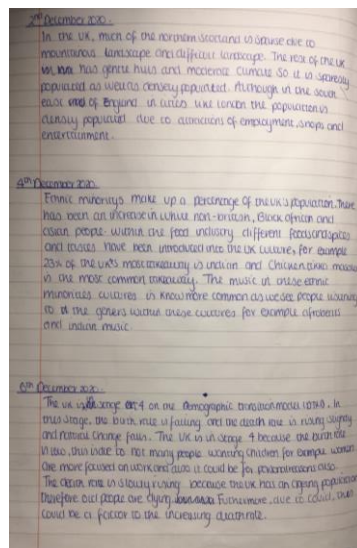 2nd December 2020.
In the UK, much of the northern scotland is sparse due to
mountainous landscape and difficult landscape. The rest of the UK
has gentle hills and moderate climate so it is sparsely
populated as well as densely populated. Although in the south
east of England in cities like london the population is
densely populated due to attractions of employment, shops and
entertainment.
4th December 2020.
Ethnic minoritys make up a percentage of the UK's population. There
has been an increase in white non-british, Black african and
asian people. within the food industry different foods and spices
and tastes have been introduced into the UK culture, for example
23% of the UK's most takeaway is indian and Chicken tikka masala
is the most common takeaway. The music in these ethnic
minorities cultures is know more common as we see people
to the geners within these cultures for example afrobeats
and indian music.
6th December 2020.
The UK is stage 4 on the demographic transition model (DTM). In
this stage, the birth rate is falling and the death rate is rising slightly
and natural change falls. The UK is in stage 4 because the birth rate
is low, this is due to not many people wanting children for example women
are more focused on work and also it could be for personal reasons also.
The death rate is slowly rising because the UK has an ageing population
therefore old people are dying. Furthermore, due to covid, this
could be a factor to the increasing deathrate.